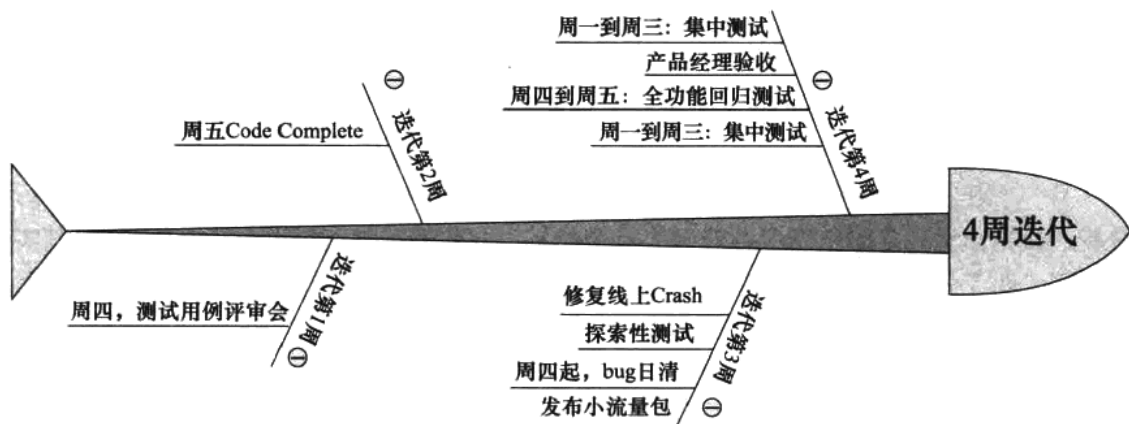 周一到周三：集中测试
产品经理验收
周四到周五：全功能回归测试
周一到周三：集中测试
迭代第4周
周五Code Complete
迭代第2周
4周迭代
迭代第1周
周四，测试用例评审会
迭代第3周
修复线上Crash
探索性测试
周四起，bug日清
发布小流量包